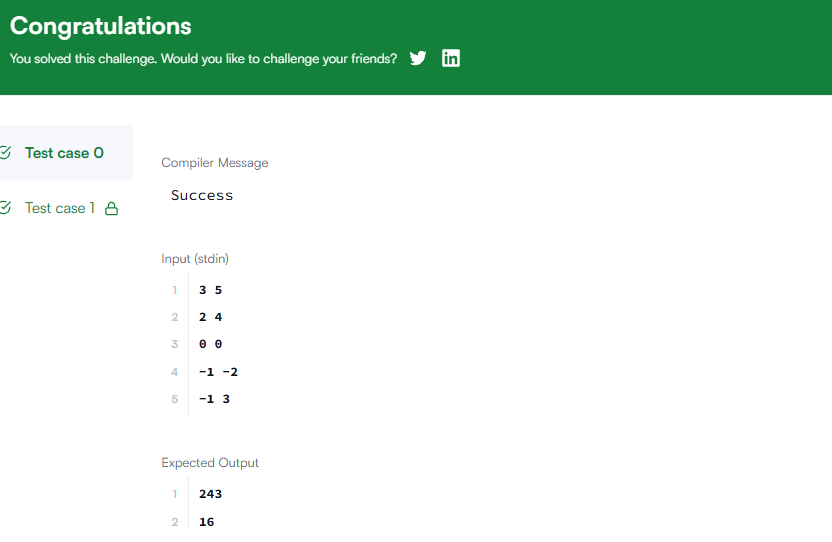 Congratulations
You solved this challenge. Would you like to challenge your friends?
Test case 0
Test case 1
Compiler Message
Success
Input (stdin)
1 3 5
2 2 4
3 0 0
4 -1 -2
5 -1 3
Expected Output
1 243
2 16